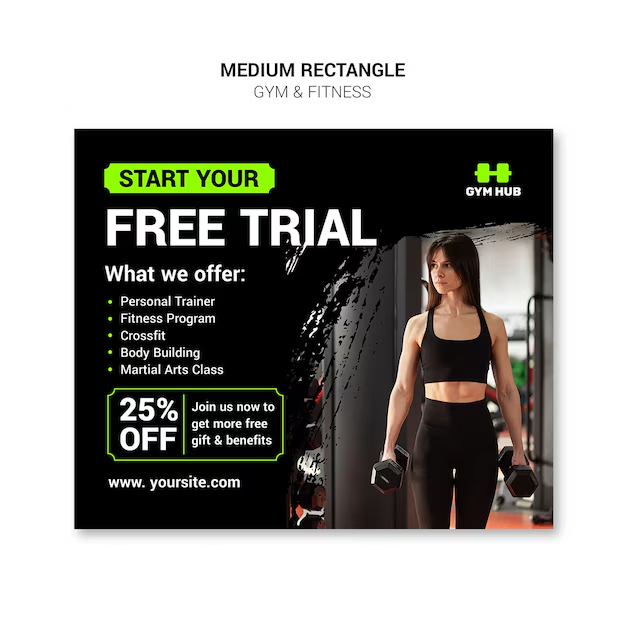 MEDIUM RECTANGLE
GYM & FITNESS
START YOUR
GYM HUB
FREE TRIAL
What we offer:
• Personal Trainer
• Fitness Program
• Crossfit
• Body Building
• Martial Arts Class
25%
OFF
Join us now to
get more free
gift & benefits
www. yoursite.com